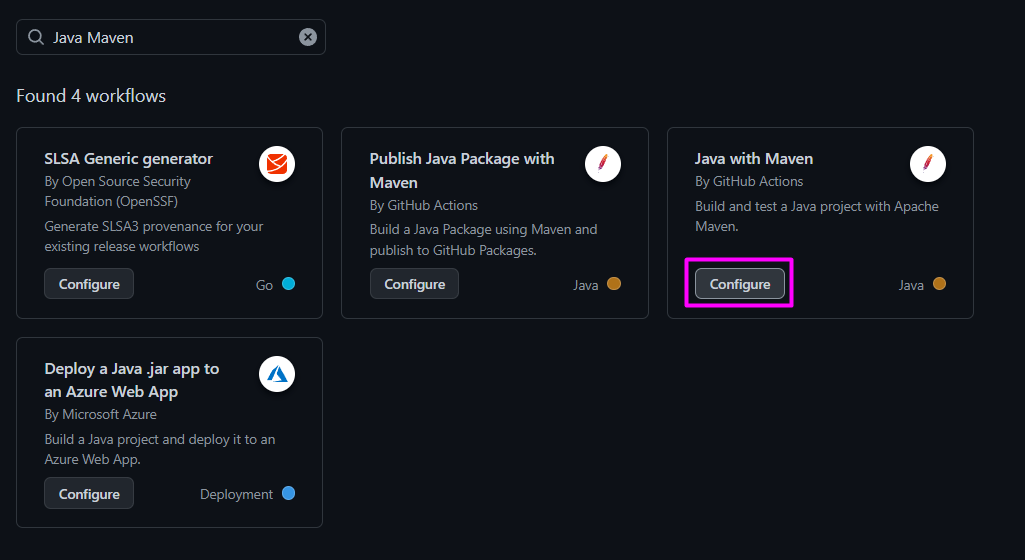 Java Maven
Found 4 workflows
SLSA Generic generator
By Open Source Security
Foundation (OpenSSF)
Generate SLSA3 provenance for your
existing release workflows
Configure
Go
Publish Java Package with
Maven
By GitHub Actions
Build a Java Package using Maven and
publish to GitHub Packages.
Configure
Java
Java with Maven
By GitHub Actions
Build and test a Java project with Apache
Maven.
Configure
Java
Deploy a Java .jar app to
an Azure Web App
By Microsoft Azure
Build a Java project and deploy it to an
Azure Web App.
Configure
Deployment